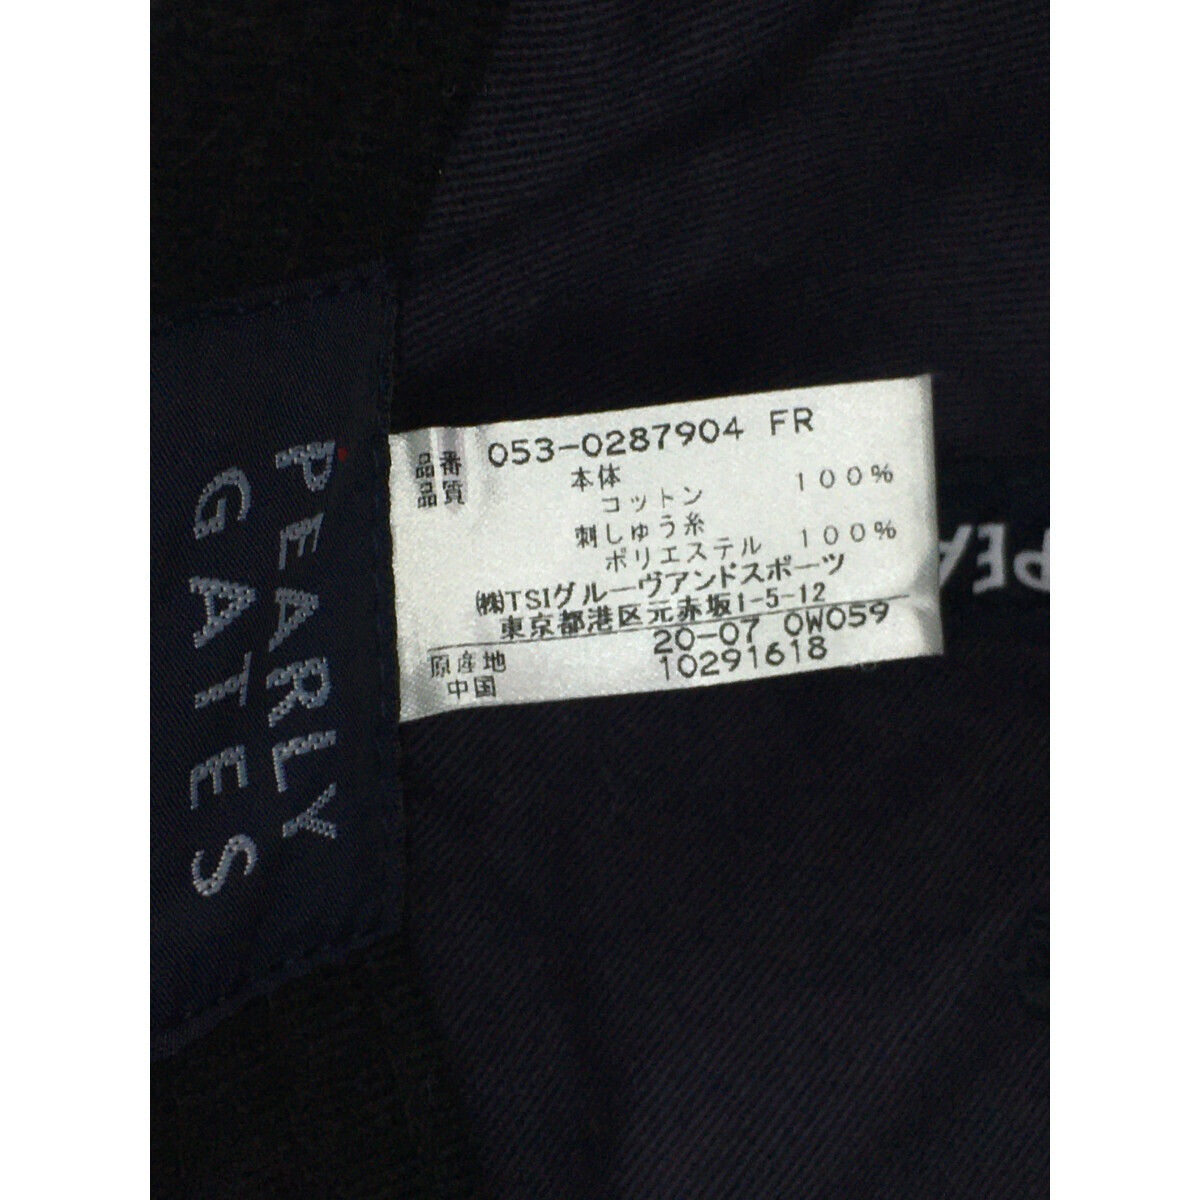 PEARLY
GATES
品番 053-0287904 FR
品質 本体
コットン 100%
刺しゅう糸
ポリエステル 100%
㈱TSIグルーヴアンドスポーツ
東京都港区元赤坂1-5-12
20-07 0W059
原産地 10291618
中国
PEA